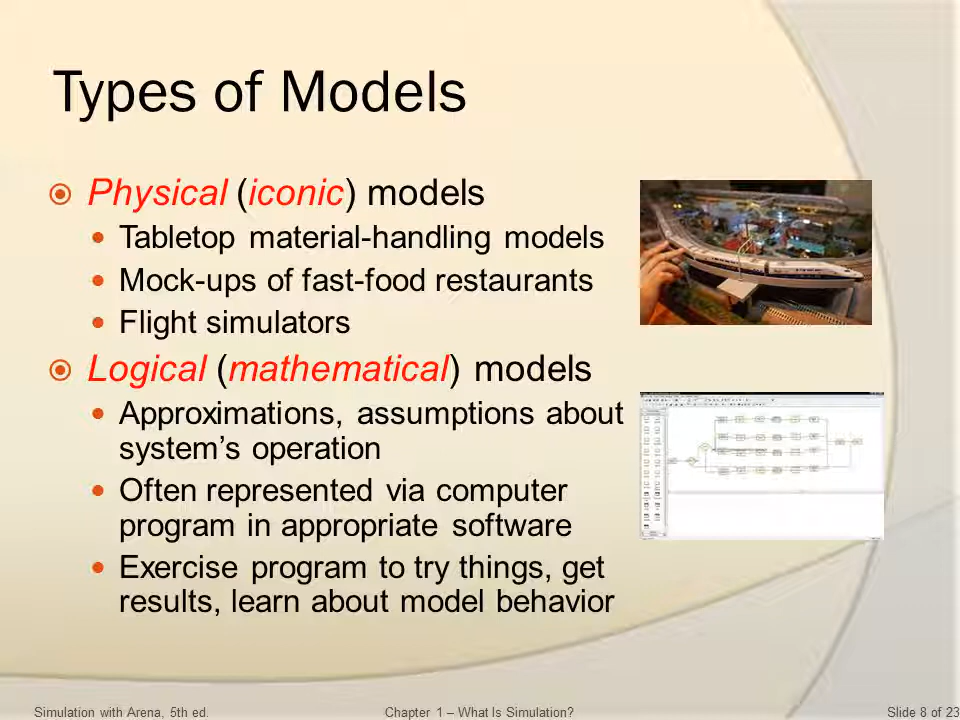 Types of Models
Physical (iconic) models
Tabletop material-handling models
Mock-ups of fast-food restaurants
Flight simulators
Logical (mathematical) models
Approximations, assumptions about
system's operation
Often represented via computer
program in appropriate software
Exercise program to try things, get
results, learn about model behavior
Simulation with Arena, 5th ed.
Chapter 1 – What Is Simulation?
Slide 8 of 23